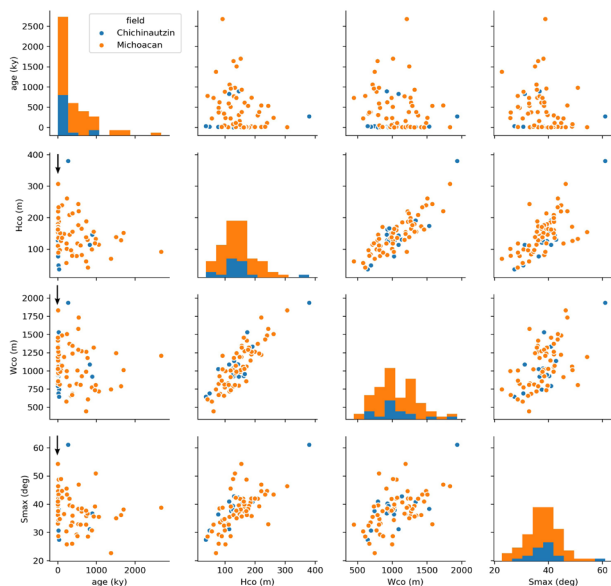 field
Chichinautzin
Michoacan
age (ky)
2500
2000
1500
1000
500
0
Hco (m)
400
300
200
100
Wco (m)
2000
1750
1500
1250
1000
750
500
Smax (deg)
60
50
40
30
20
0 1000 2000
100 200 300 400
500 1000 1500 2000
20 40 60
age (ky) Hco (m) Wco (m) Smax (deg)